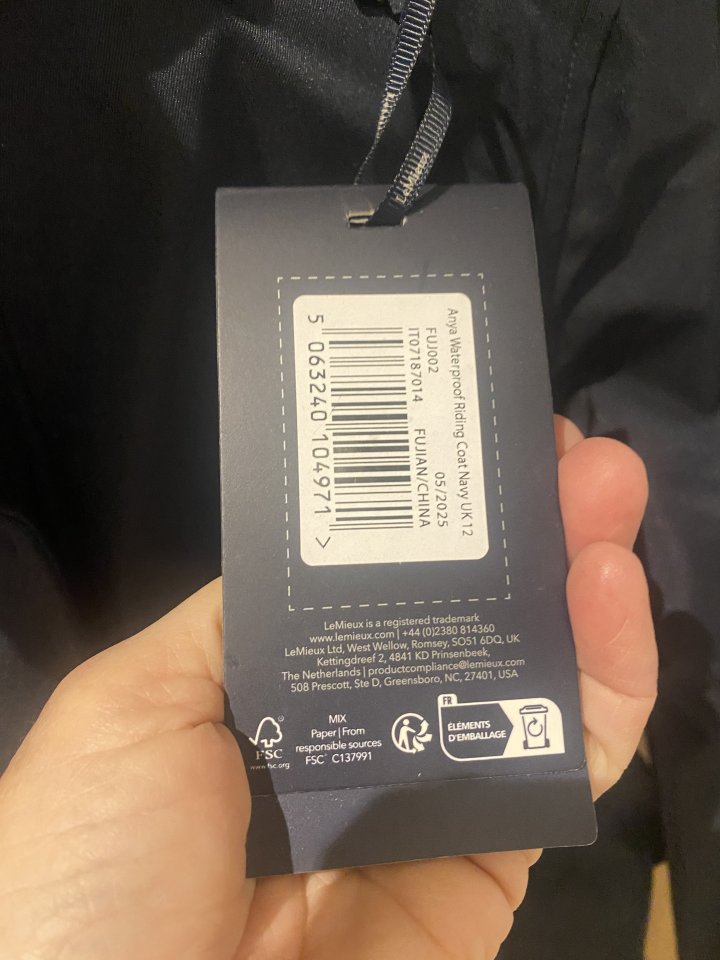 LeMieux
Anya Waterproof Riding Coat Navy UK 12
05/2025
FUJ002
IT07187014 FUJIAN/CHINA
5 063240 104971 >
LeMieux is a registered trademark
www.lemieux.com | +44 (0)2380 814360
LeMieux Ltd, West Wellow, Romsey, SO51 6DQ, UK
Kettingdreef 2, 4841 KD Prinsenbeek,
The Netherlands | productcompliance@lemieux.com
508 Prescott, Ste D, Greensboro, NC, 27401, USA
FSC®
www.fsc.org
MIX
Paper | From
responsible sources
FSC® C137991
FR
ÉLÉMENTS
D'EMBALLAGE